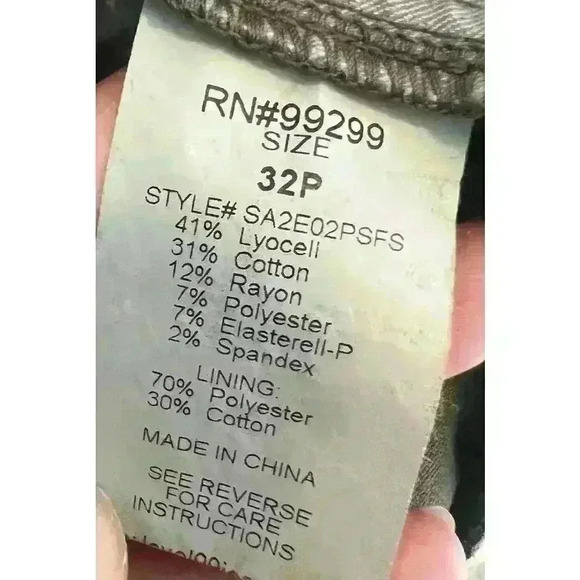 RN#99299
SIZE
32P
STYLE# SA2E02PSFS
41% Lyocell
31% Cotton
12% Rayon
7% Polyester
7% Elasterell-P
2% Spandex
LINING:
70% Polyester
30% Cotton
MADE IN CHINA
SEE REVERSE
FOR CARE
INSTRUCTIONS